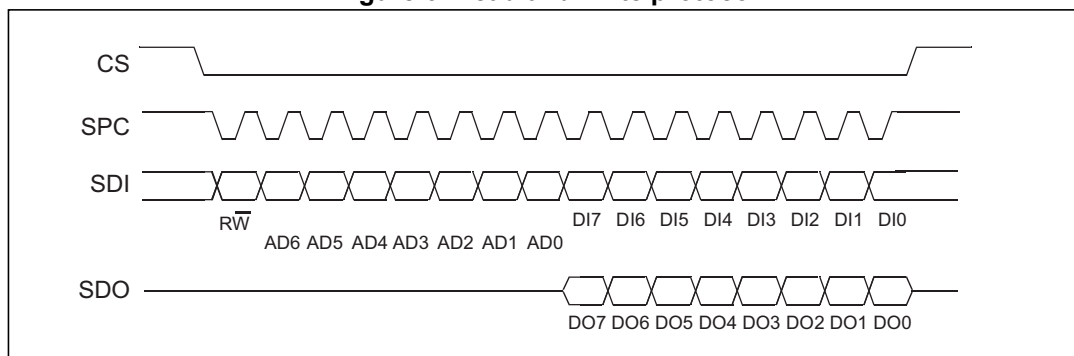 CS
SPC
SDI
RW
DI7 DI6 DI5 DI4 DI3 DI2 DI1 DI0
AD6 AD5 AD4 AD3 AD2 AD1 AD0
SDO
DO7 DO6 DO5 DO4 DO3 DO2 DO1 DO0